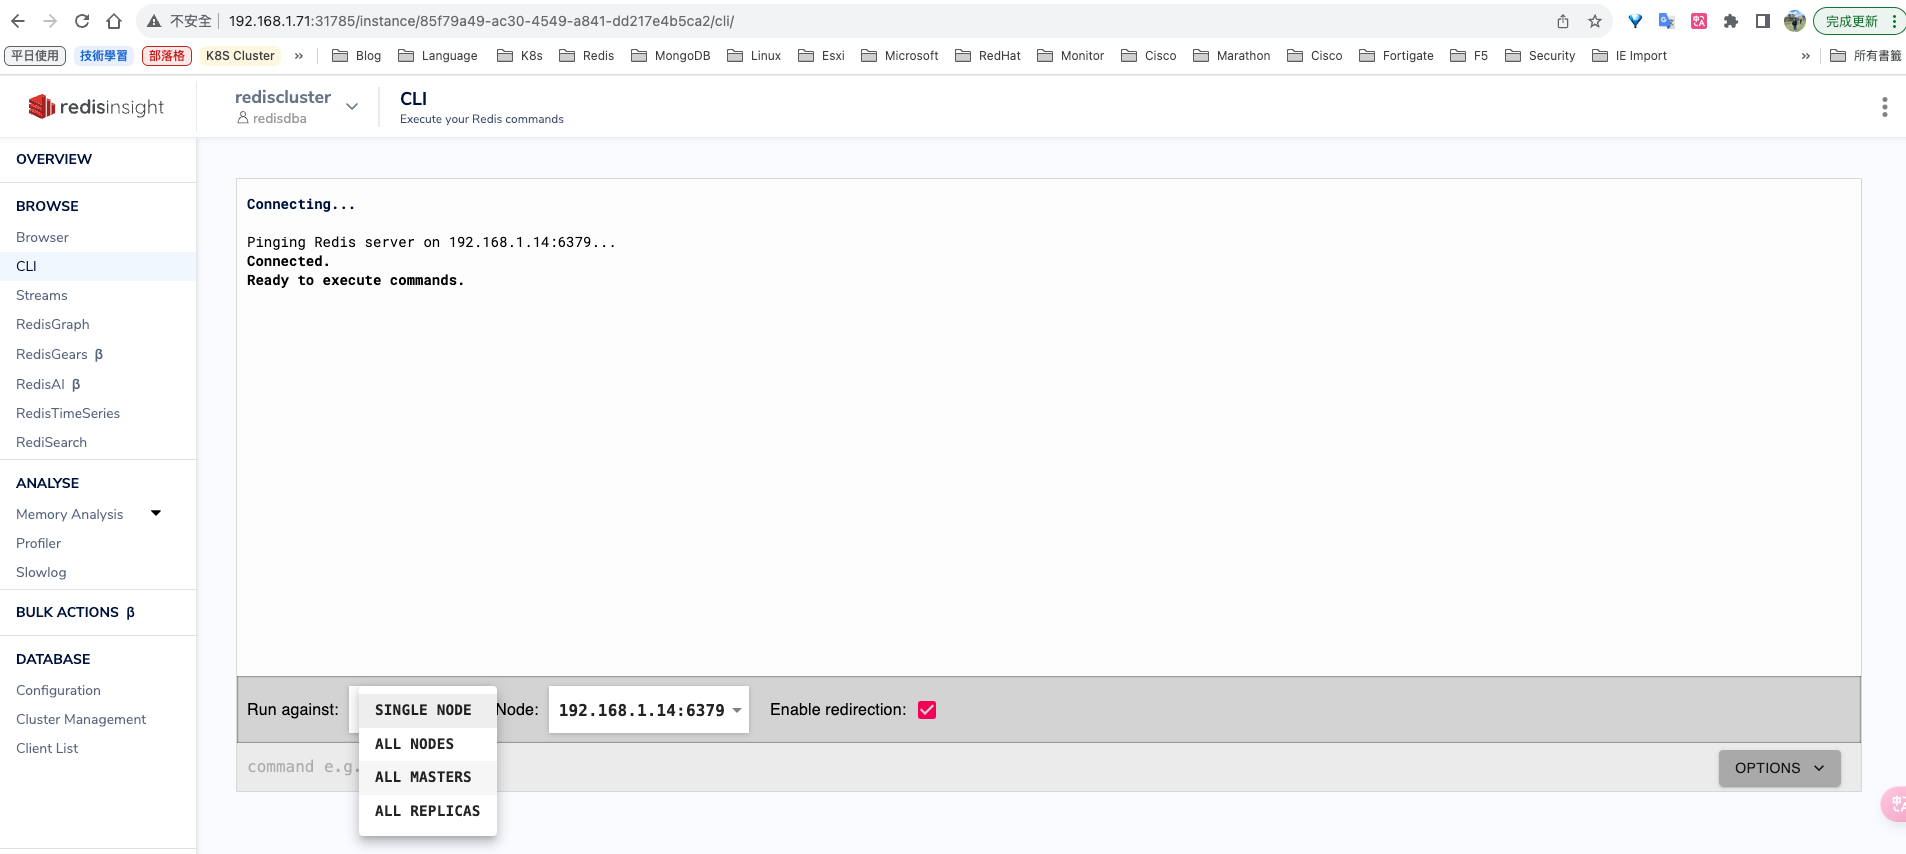 不安全 192.168.1.71:31785/instance/85f79a49-ac30-4549-a841-dd217e4b5ca2/cli/ 完成更新
平日使用 技術學習 部落格 K8S Cluster » Blog Language K8s Redis MongoDB Linux Esxi Microsoft RedHat Monitor Cisco Marathon Cisco Fortigate F5 Security IE Import » 所有書籤
redisinsight
rediscluster
redisdba
CLI
Execute your Redis commands
OVERVIEW
BROWSE
Browser
CLI
Streams
RedisGraph
RedisGears β
RedisAI β
RedisTimeSeries
RediSearch
ANALYSE
Memory Analysis
Profiler
Slowlog
BULK ACTIONS β
DATABASE
Configuration
Cluster Management
Client List
Connecting...
Pinging Redis server on 192.168.1.14:6379...
Connected.
Ready to execute commands.
Run against: Node: 192.168.1.14:6379 Enable redirection:
SINGLE NODE
ALL NODES
ALL MASTERS
ALL REPLICAS
command e.g.
OPTIONS